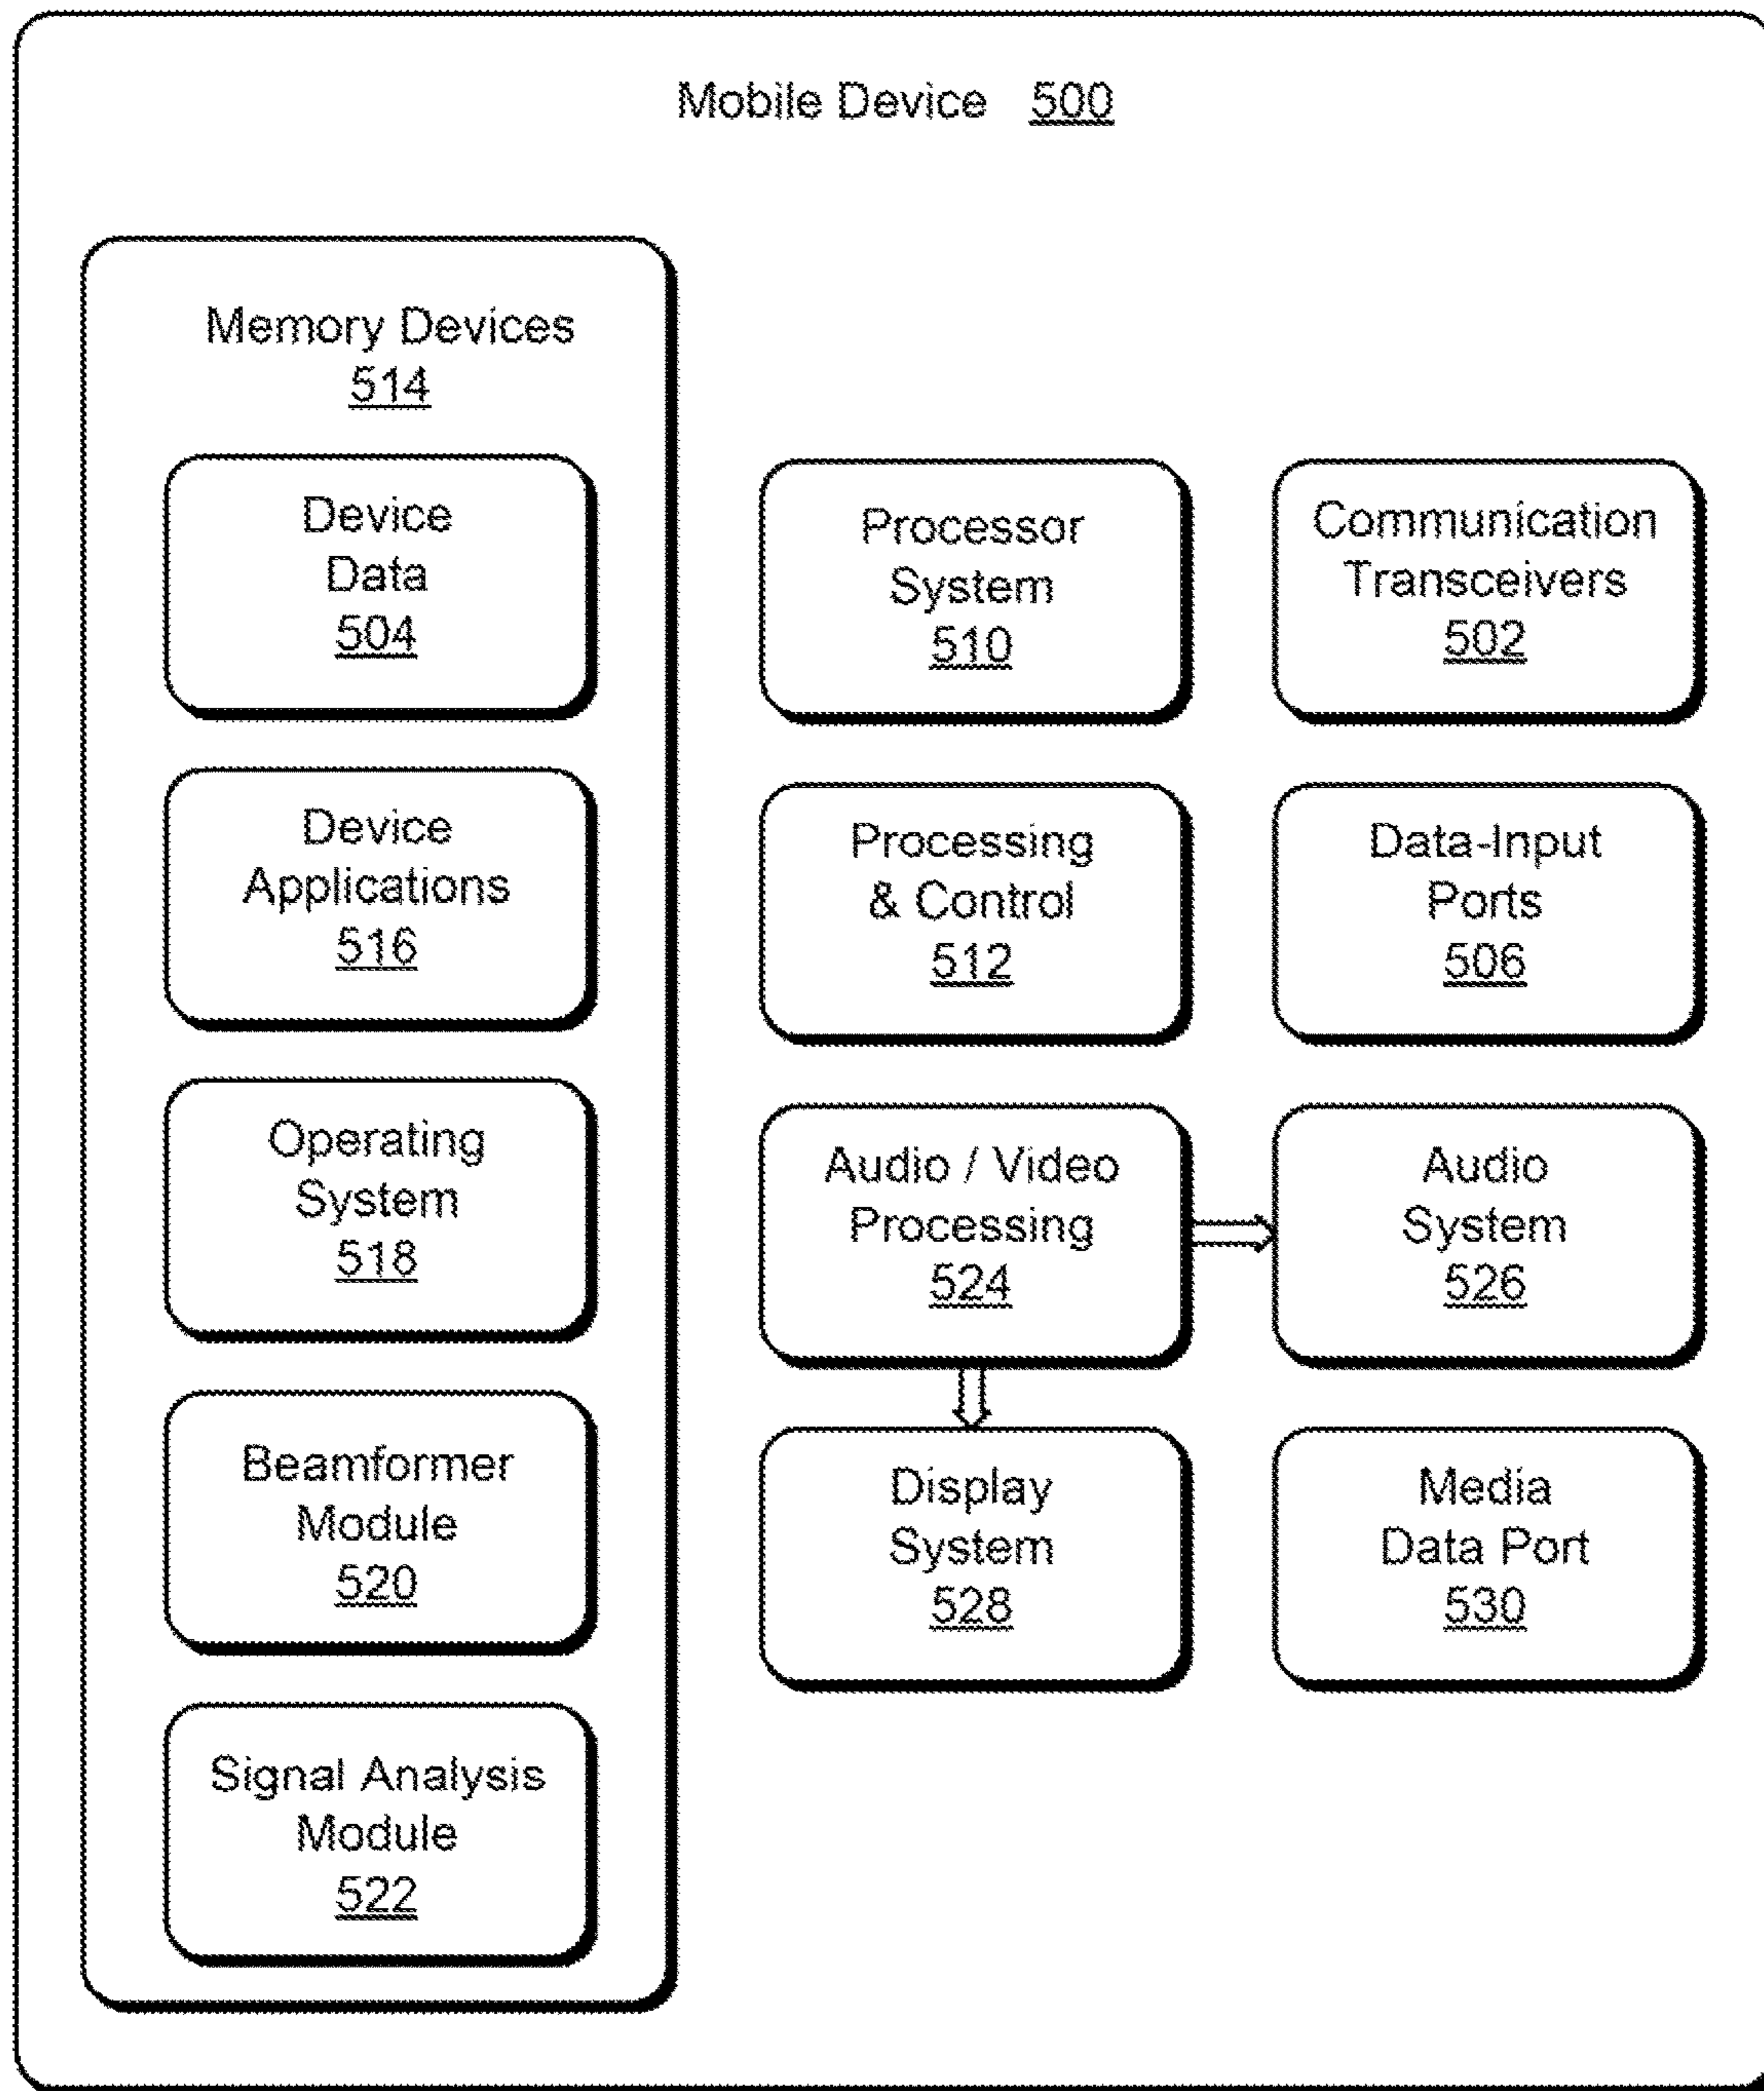 Mobile Device 500
Memory Devices
514
Device
Data
504
Device
Applications
516
Operating
System
518
Beamformer
Module
520
Signal Analysis
Module
522
Processor
System
510
Communication
Transceivers
502
Processing
& Control
512
Data-Input
Ports
506
Audio / Video
Processing
524
Audio
System
526
Display
System
528
Media
Data Port
530